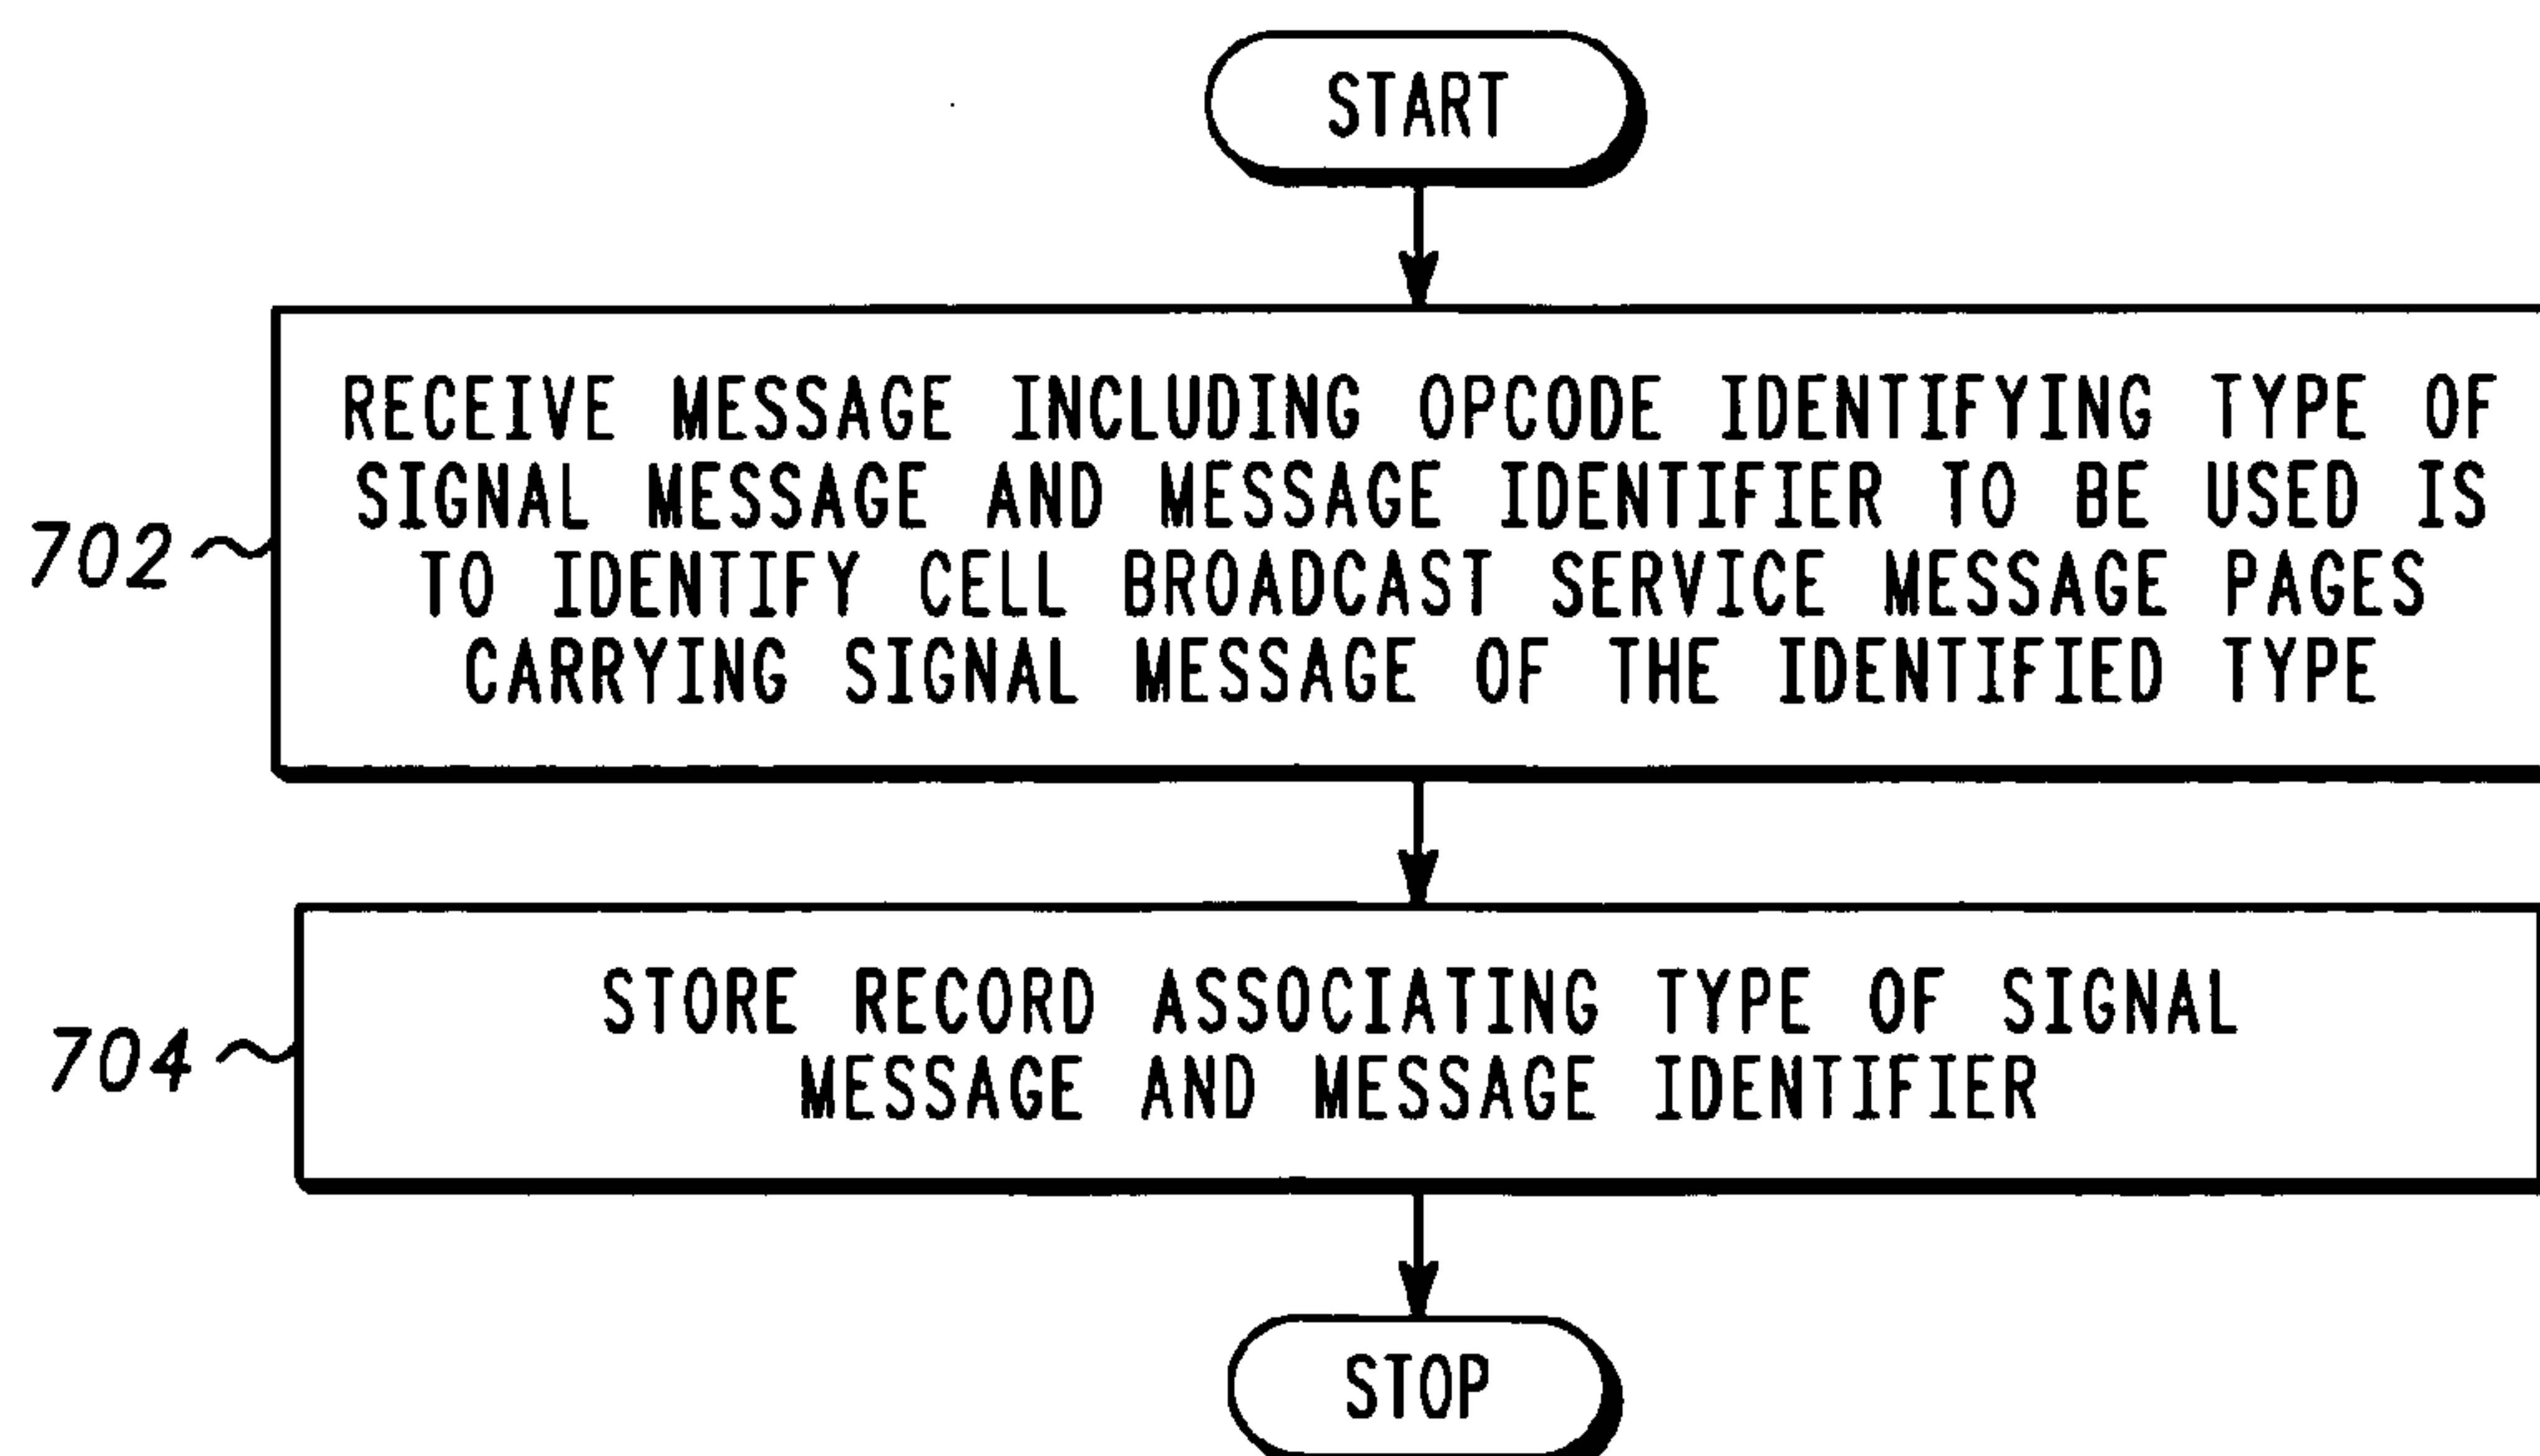 START
RECEIVE MESSAGE INCLUDING OPCODE IDENTIFYING TYPE OF
SIGNAL MESSAGE AND MESSAGE IDENTIFIER TO BE USED IS
702
TO IDENTIFY CELL BROADCAST SERVICE MESSAGE PAGES
CARRYING SIGNAL MESSAGE OF THE IDENTIFIED TYPE
STORE RECORD ASSOCIATING TYPE OF SIGNAL
704
MESSAGE AND MESSAGE IDENTIFIER
STOP